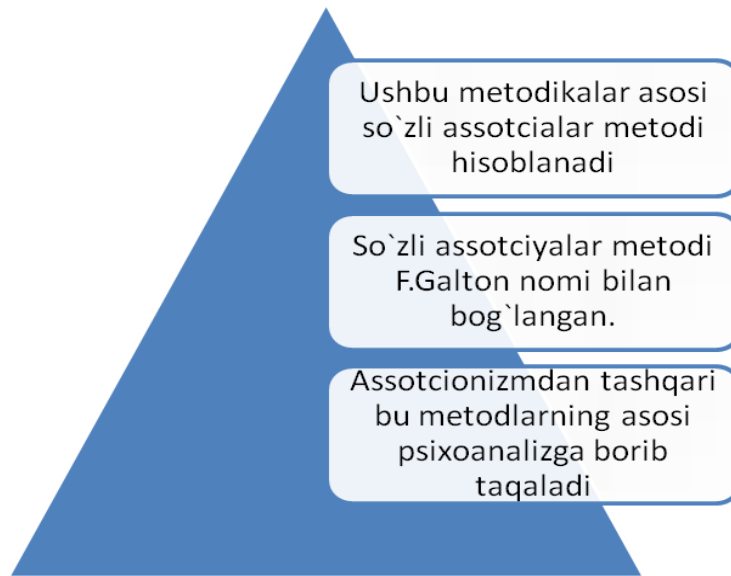 Ushbu metodikalar asosi
so`zli assotcialar metodi
hisoblanadi
So`zli assotciyalar metodi
F.Galton nomi bilan
bog`langan.
Assotcionizmdan tashqari
bu metodlarning asosi
psixoanalizga borib
taqaladi